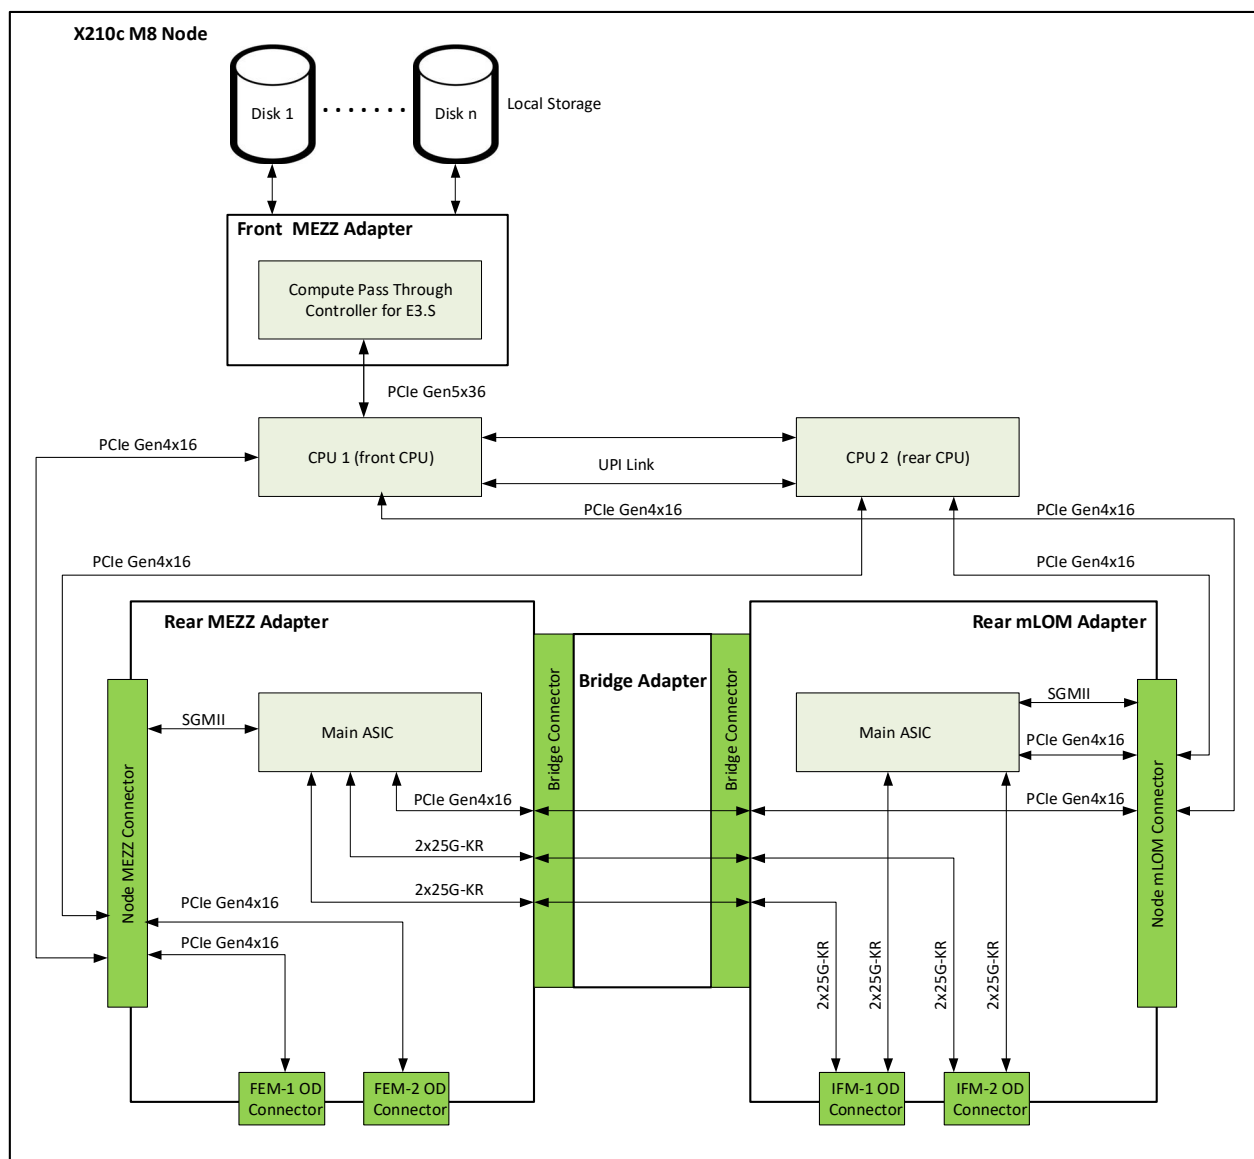 X210c M8 Node
Disk 1
Disk n
Local Storage
Front MEZZ Adapter
Compute Pass Through
Controller for E3.S
PCIe Gen5x36
PCIe Gen4x16
CPU 1 (front CPU)
UPI Link
CPU 2 (rear CPU)
PCIe Gen4x16
PCIe Gen4x16
PCIe Gen4x16
PCIe Gen4x16
Rear MEZZ Adapter
Rear mLOM Adapter
Bridge Adapter
Bridge Connector
Bridge Connector
Node MEZZ Connector
SGMII
Main ASIC
PCIe Gen4x16
2x25G-KR
2x25G-KR
PCIe Gen4x16
PCIe Gen4x16
FEM-1 OD
Connector
FEM-2 OD
Connector
Main ASIC
SGMII
PCIe Gen4x16
PCIe Gen4x16
Node mLOM Connector
2x25G-KR
2x25G-KR
2x25G-KR
2x25G-KR
IFM-1 OD
Connector
IFM-2 OD
Connector